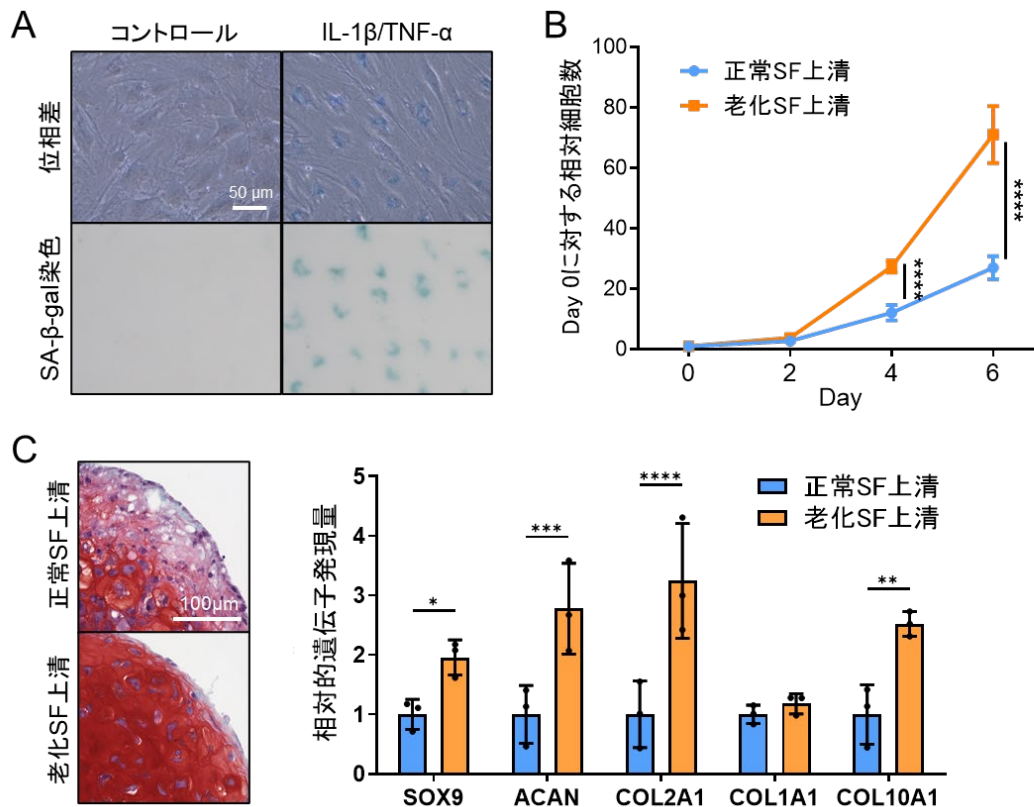 A
コントロール
IL-1β/TNF-α
位相差
50 μm
SA-β-gal染色
B
100
80
60
40
20
0
Day 0に対する相対細胞数
正常SF上清
老化SF上清
****
****
0
2
4
6
Day
C
正常SF上清
100μm
老化SF上清
相対的遺伝子発現量
5
4
3
2
1
0
正常SF上清
老化SF上清
*
***
****
**
SOX9
ACAN
COL2A1
COL1A1
COL10A1